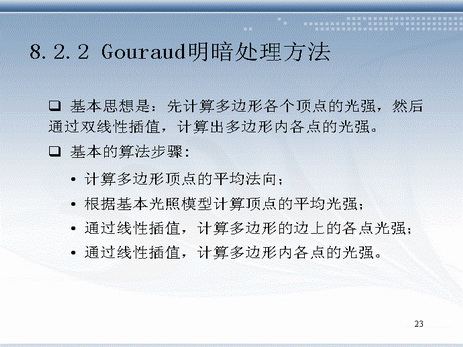 8.2.2 Gouraud明暗处理方法
❑ 基本思想是：先计算多边形各个顶点的光强，然后
通过双线性插值，计算出多边形内各点的光强。
❑ 基本的算法步骤:
• 计算多边形顶点的平均法向；
• 根据基本光照模型计算顶点的平均光强；
• 通过线性插值，计算多边形的边上的各点光强；
• 通过线性插值，计算多边形内各点的光强。
23